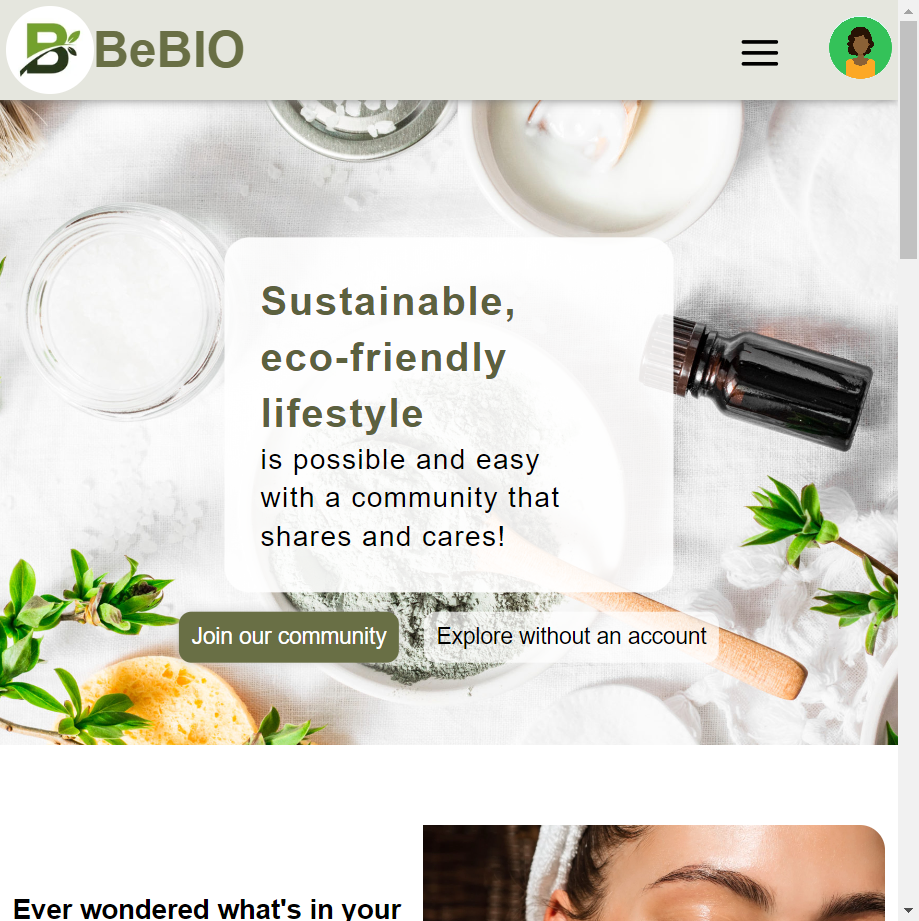 BeBIO
Sustainable,
eco-friendly
lifestyle
is possible and easy
with a community that
shares and cares!
Join our community
Explore without an account
Ever wondered what's in your